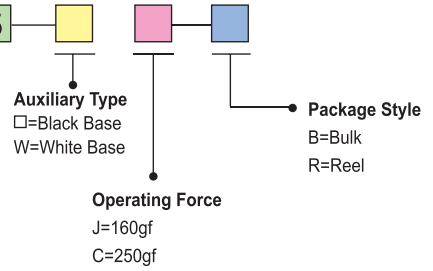 Auxiliary Type
□=Black Base
W=White Base
Package Style
B=Bulk
R=Reel
Operating Force
J=160gf
C=250gf